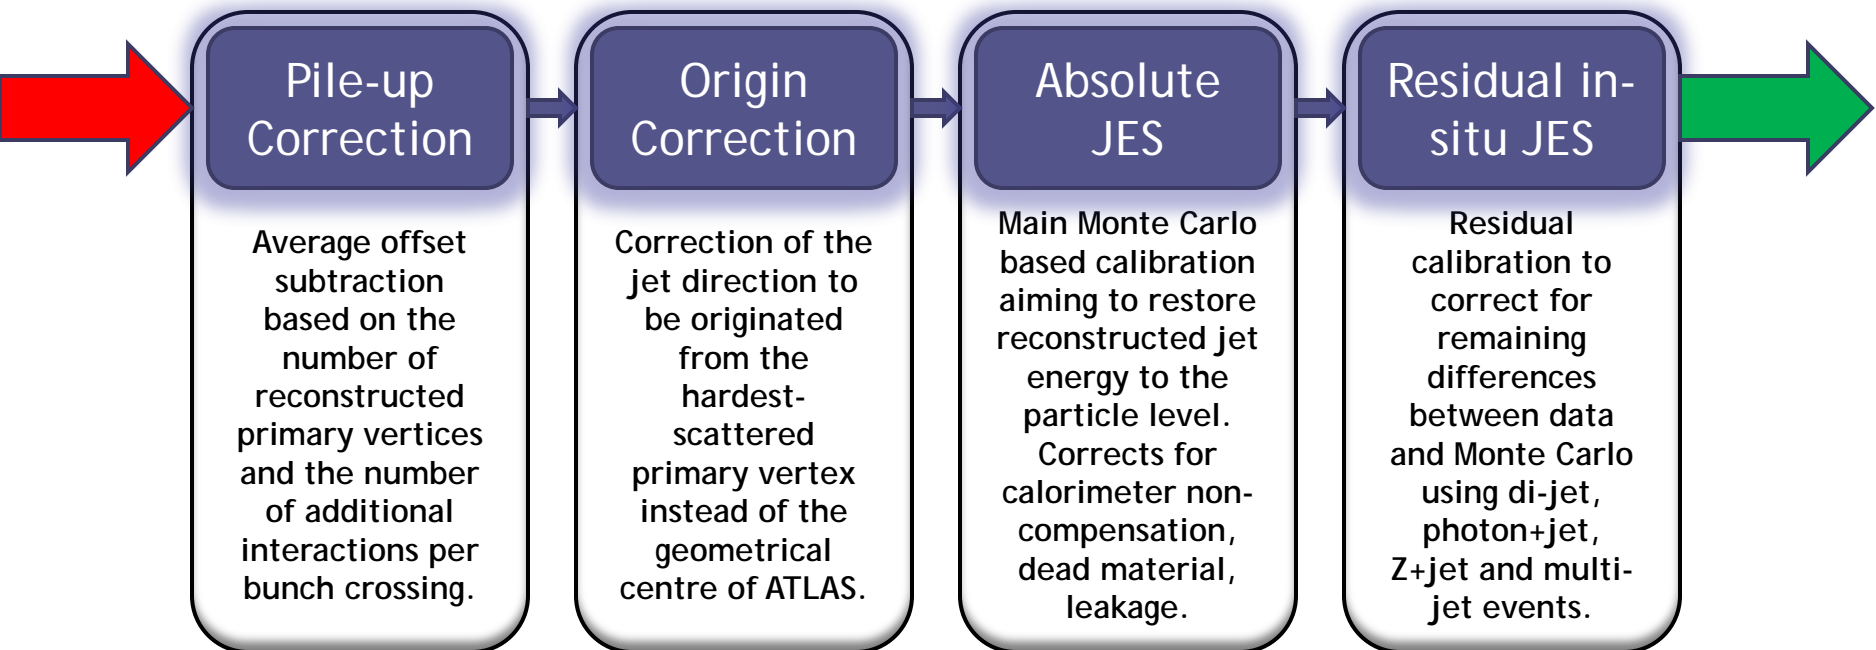 Pile-up
Correction
Average offset
subtraction
based on the
number of
reconstructed
primary vertices
and the number
of additional
interactions per
bunch crossing.
Origin
Correction
Correction of the
jet direction to
be originated
from the
hardest-
scattered
primary vertex
instead of the
geometrical
centre of ATLAS.
Absolute
JES
Main Monte Carlo
based calibration
aiming to restore
reconstructed jet
energy to the
particle level.
Corrects for
calorimeter non-
compensation,
dead material,
leakage.
Residual in-
situ JES
Residual
calibration to
correct for
remaining
differences
between data
and Monte Carlo
using di-jet,
photon+jet,
Z+jet and multi-
jet events.